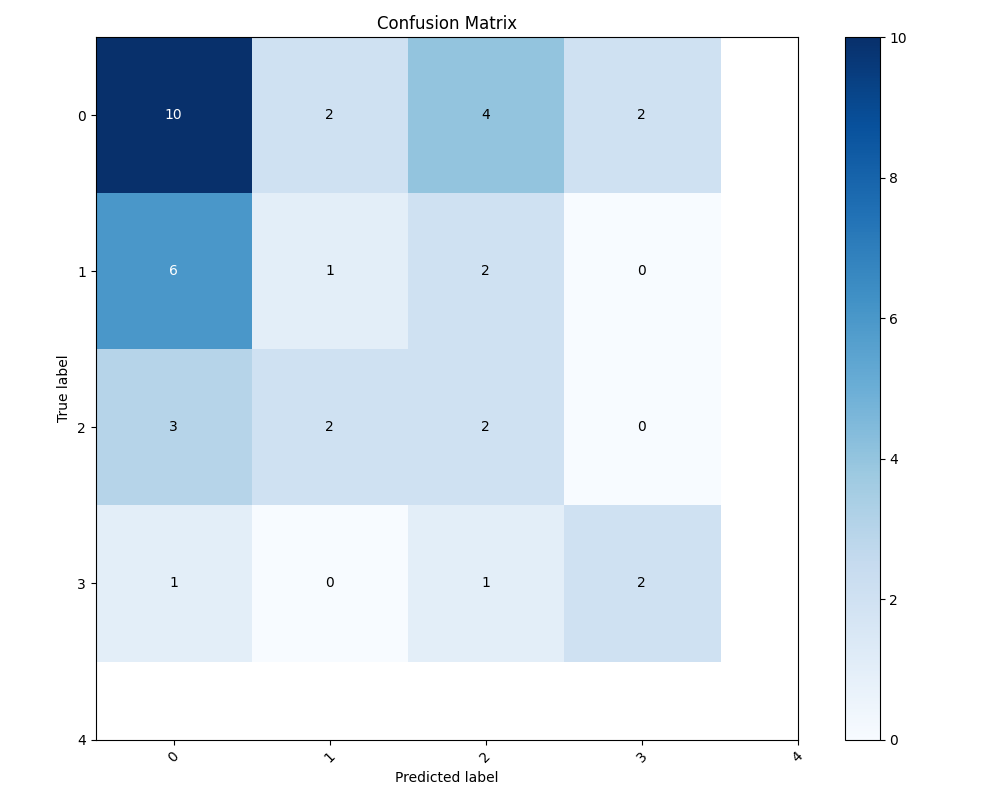 Confusion Matrix
0 10 2 4 2
1 6 1 2 0
2 3 2 2 0
3 1 0 1 2
4
0 1 2 3 4
True label
Predicted label
10
8
6
4
2
0